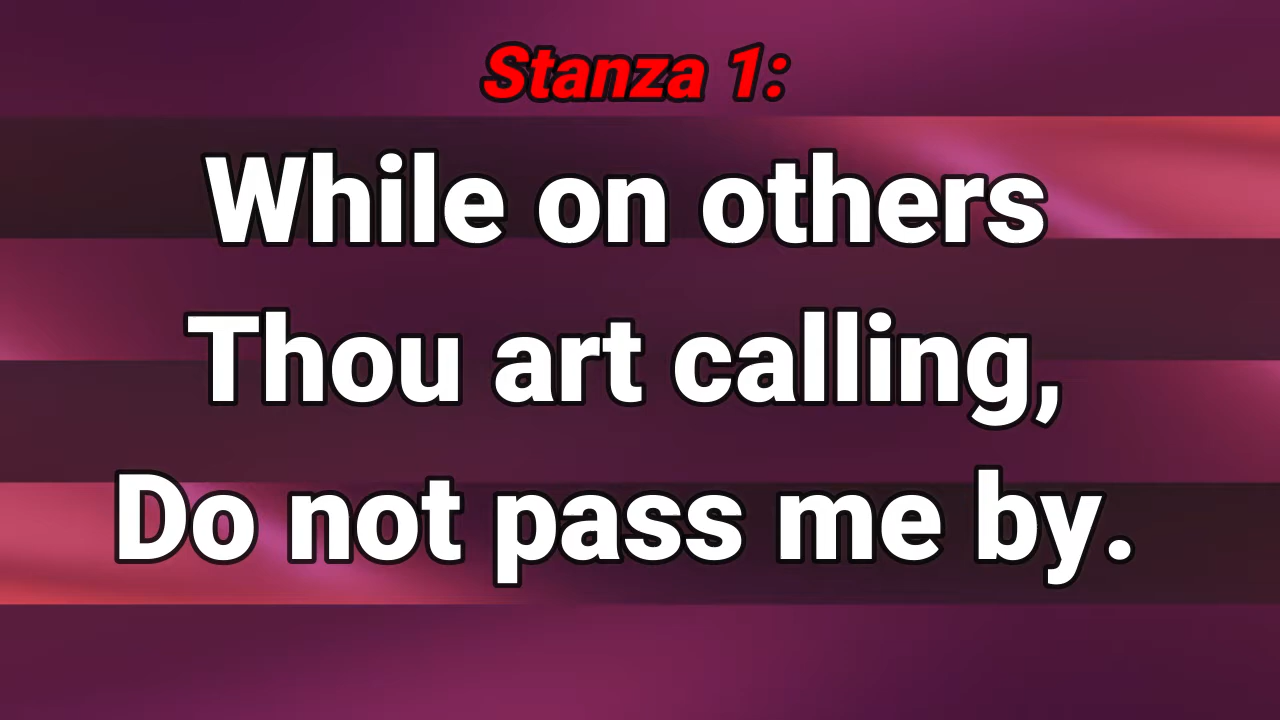 Stanza 1:
While on others
Thou art calling,
Do not pass me by.